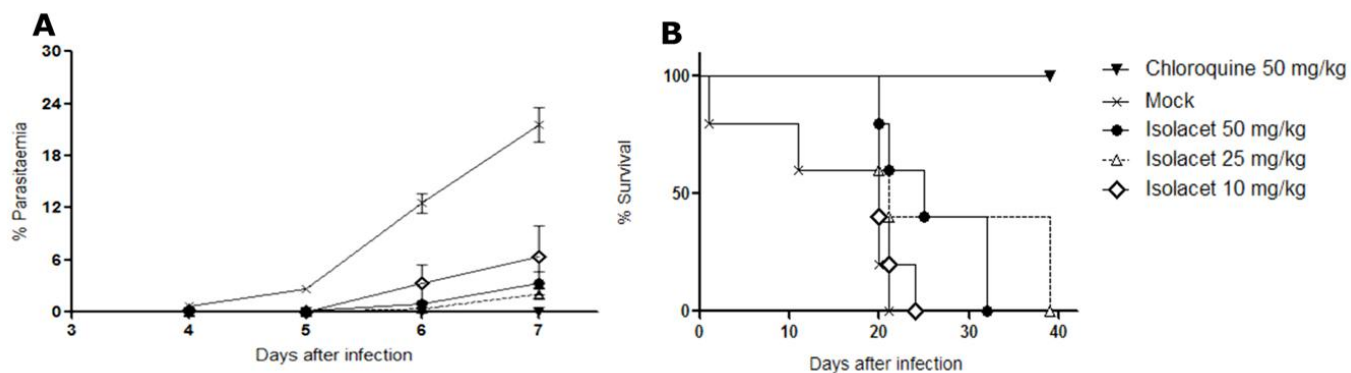 A
30
24
18
12
6
0
% Parasitaemia
3 4 5 6 7
Days after infection
B
100
50
0
% Survival
0 10 20 30 40
Days after infection
Chloroquine 50 mg/kg
Mock
Isolacet 50 mg/kg
Isolacet 25 mg/kg
Isolacet 10 mg/kg